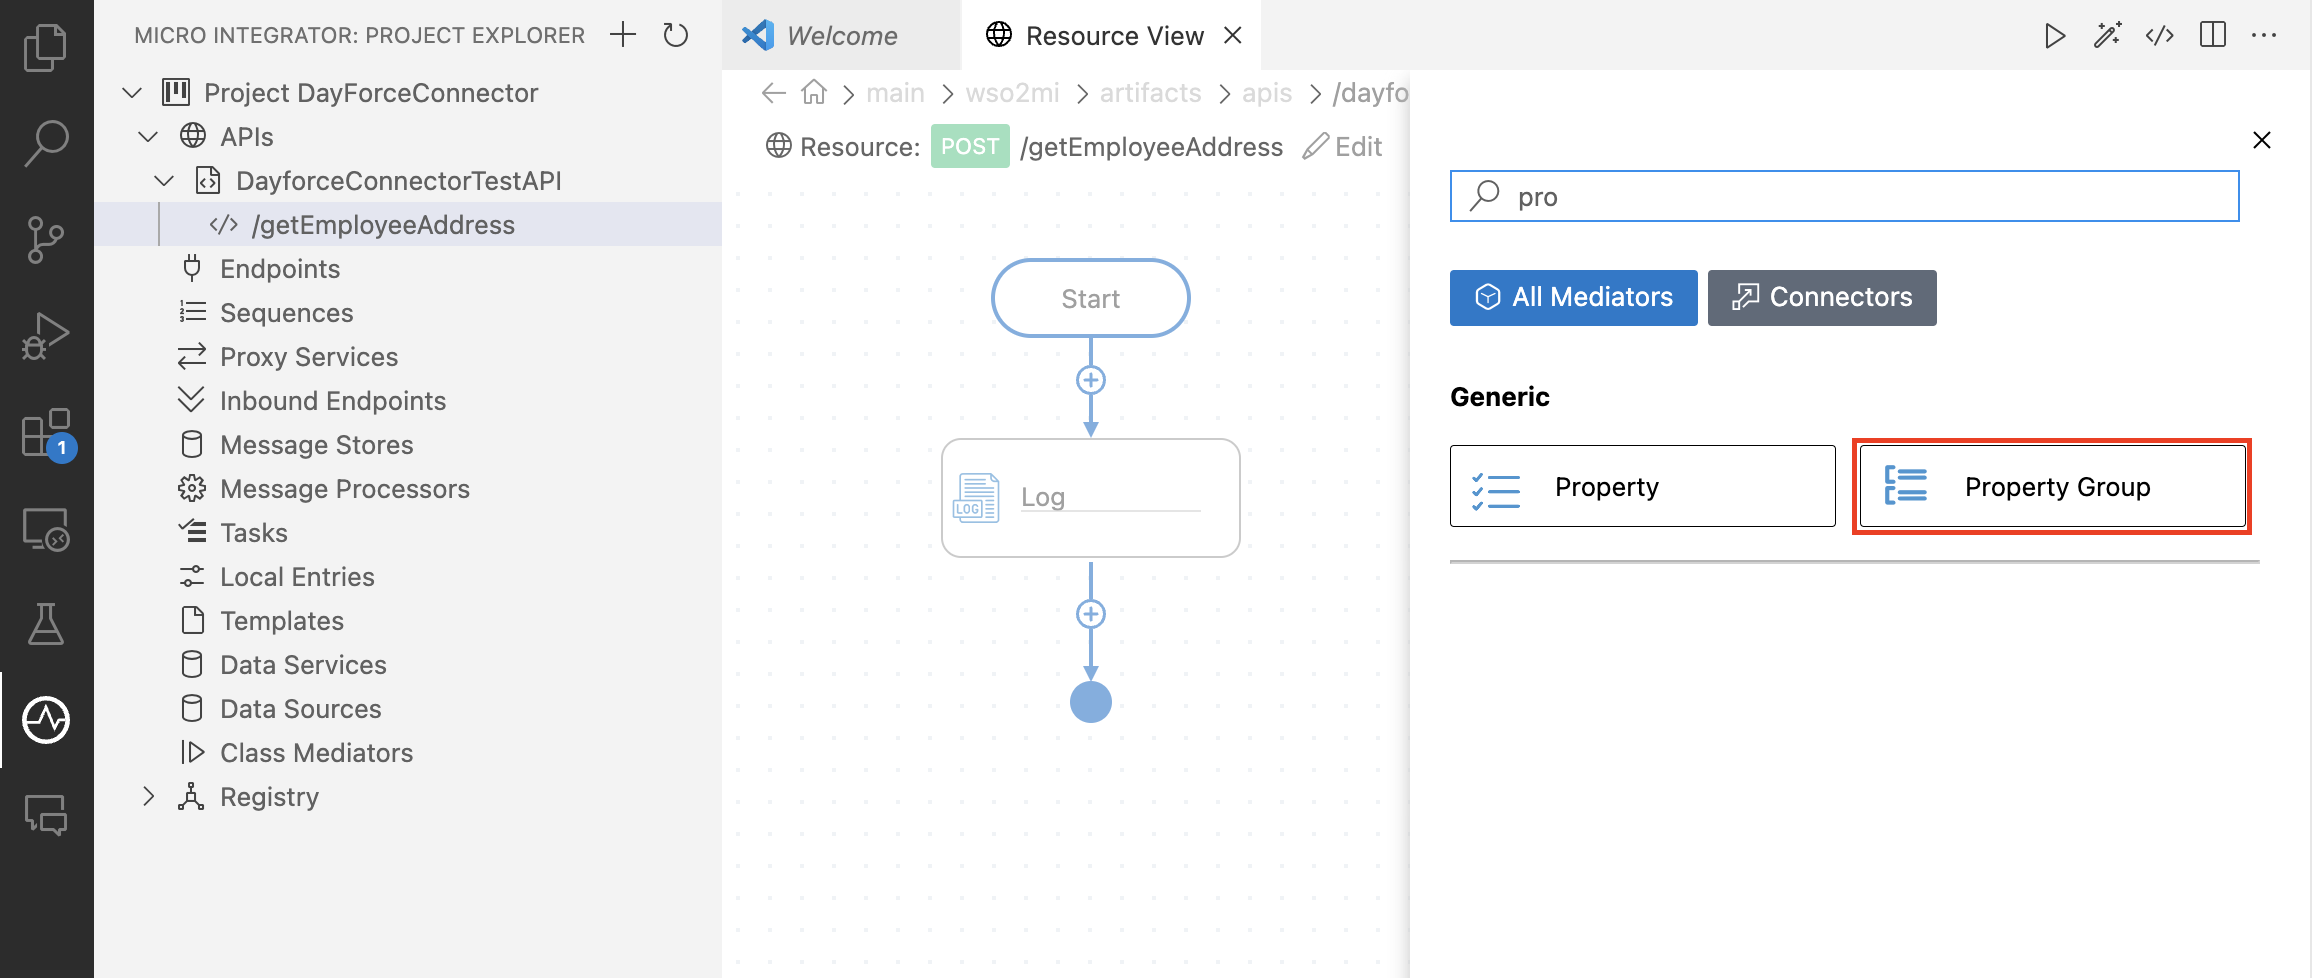 MICRO INTEGRATOR: PROJECT EXPLORER
Project DayForceConnector
APIs
DayforceConnectorTestAPI
/getEmployeeAddress
Endpoints
Sequences
Proxy Services
Inbound Endpoints
Message Stores
Message Processors
Tasks
Local Entries
Templates
Data Services
Data Sources
Class Mediators
Registry
1
Welcome
Resource View
main > wso2mi > artifacts > apis > /dayfo
Resource: POST /getEmployeeAddress Edit
Start
LOG
Log
pro
All Mediators
Connectors
Generic
Property
Property Group